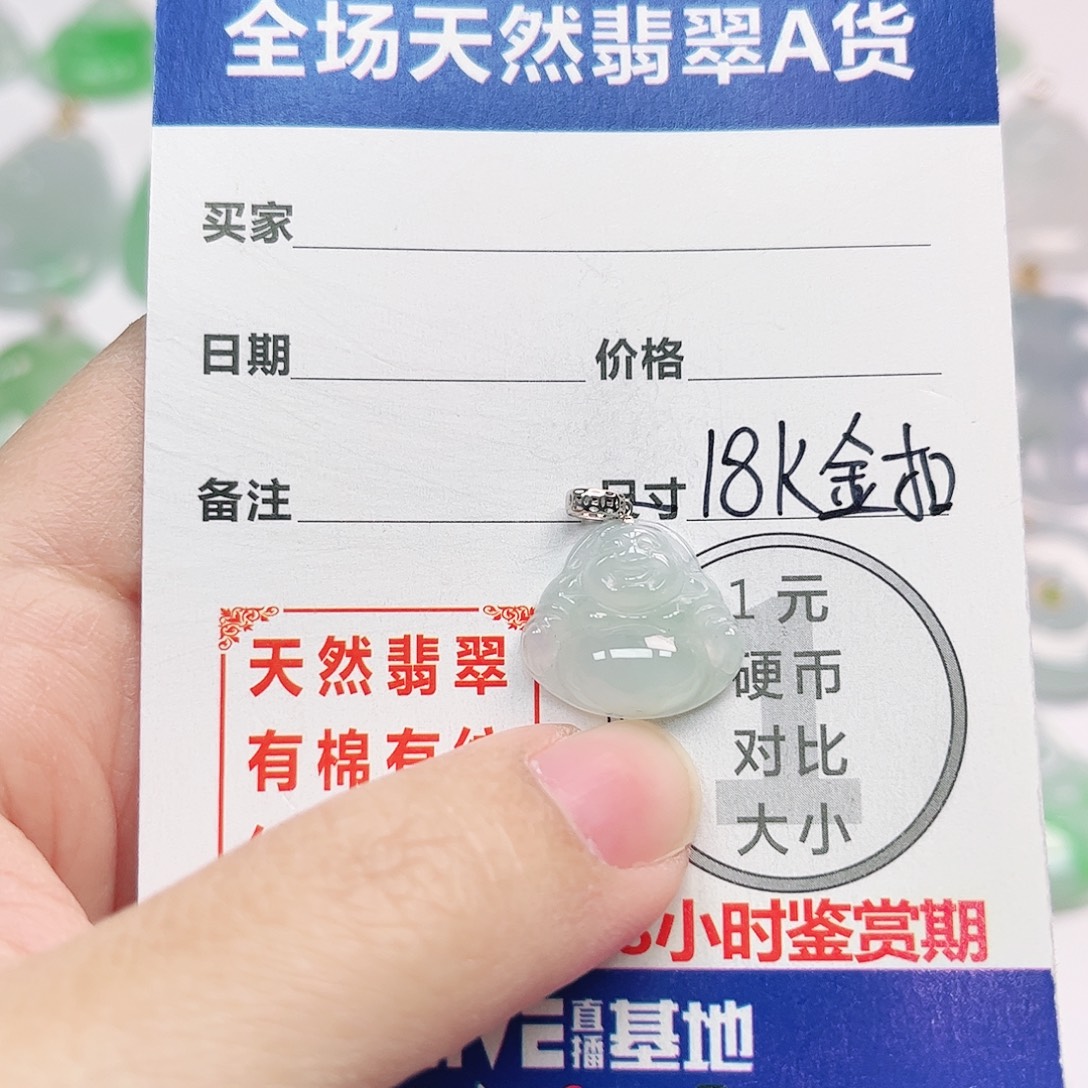 全场天然翡翠A货
买家
日期 价格
备注 尺寸 18K金扣
1元
硬币
对比
大小
天然翡翠
有棉有
小时鉴赏期
直播基地